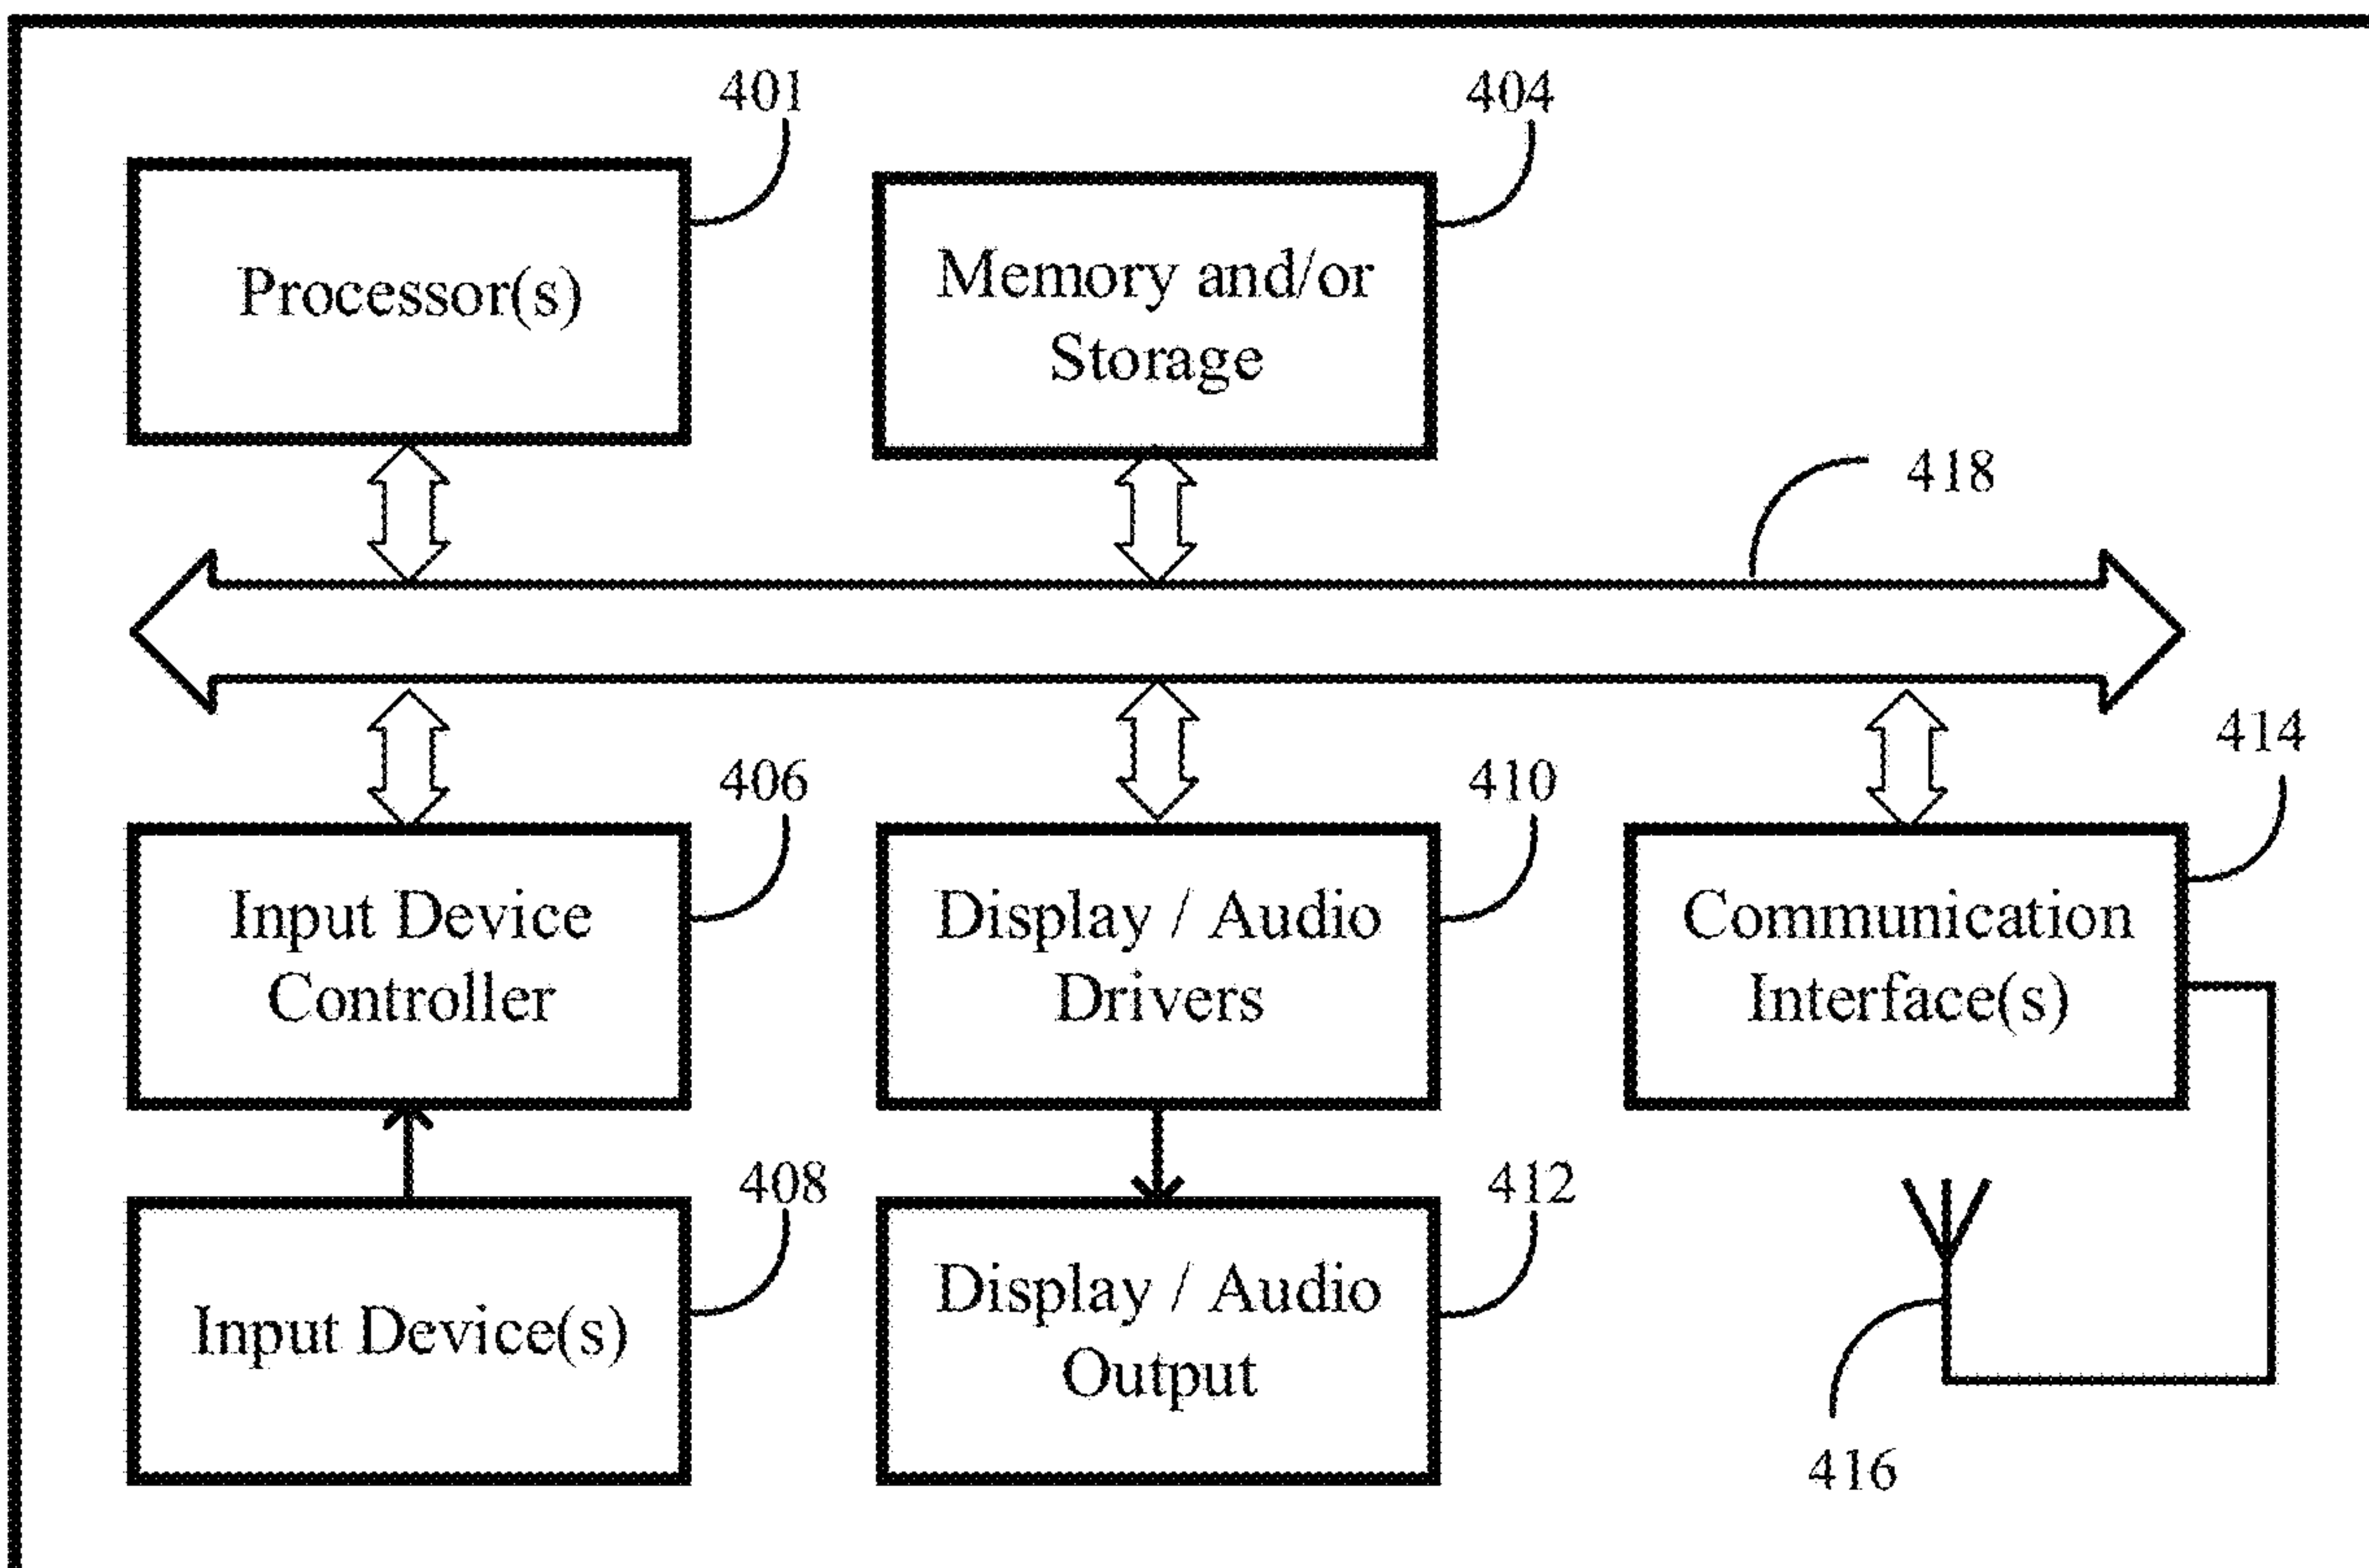 401
404
Processor(s)
Memory and/or
Storage
418
406
410
414
Input Device
Controller
Display / Audio
Drivers
Communication
Interface(s)
408
412
Input Device(s)
Display / Audio
Output
416